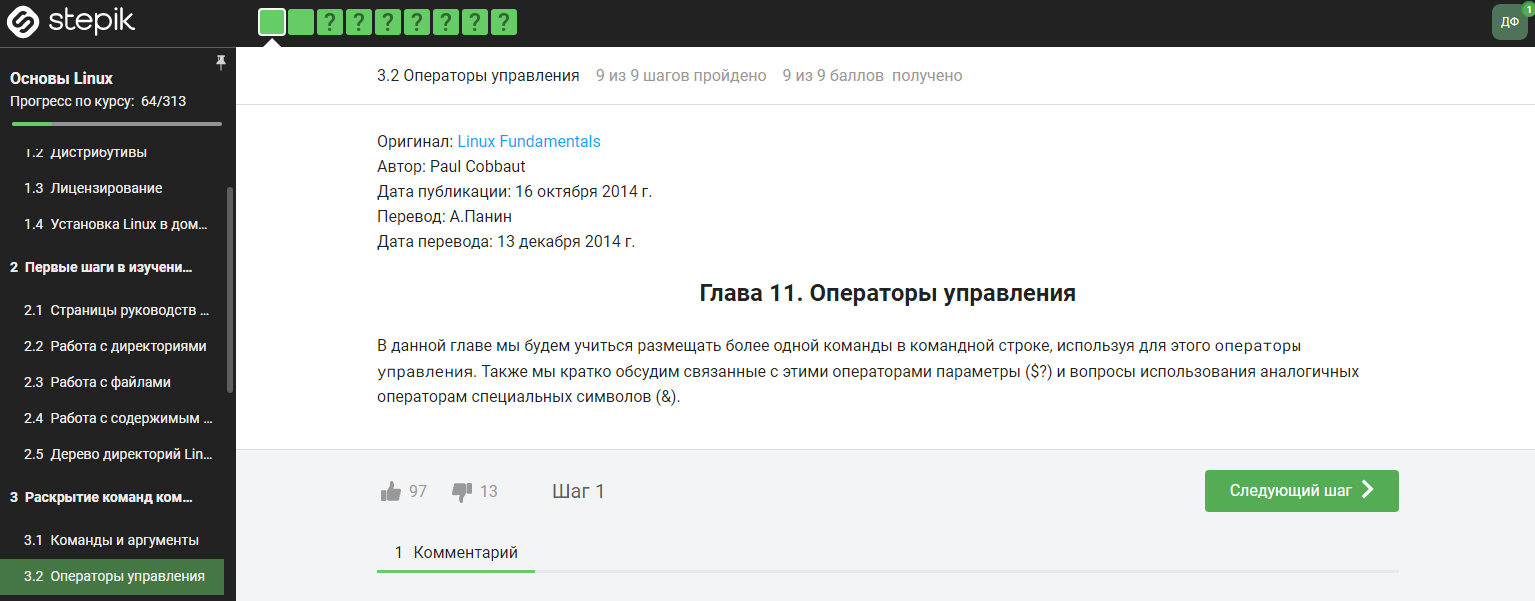 stepik
? ? ? ? ? ? ?
ДФ
1
Основы Linux
Прогресс по курсу: 64/313
1.2 Дистрибутивы
1.3 Лицензирование
1.4 Установка Linux в дом...
2 Первые шаги в изучени...
2.1 Страницы руководств ...
2.2 Работа с директориями
2.3 Работа с файлами
2.4 Работа с содержимым ...
2.5 Дерево директорий Lin...
3 Раскрытие команд ком...
3.1 Команды и аргументы
3.2 Операторы управления
3.2 Операторы управления 9 из 9 шагов пройдено 9 из 9 баллов получено
Оригинал: Linux Fundamentals
Автор: Paul Cobbaut
Дата публикации: 16 октября 2014 г.
Перевод: А.Панин
Дата перевода: 13 декабря 2014 г.
Глава 11. Операторы управления
В данной главе мы будем учиться размещать более одной команды в командной строке, используя для этого операторы
управления. Также мы кратко обсудим связанные с этими операторами параметры ($?) и вопросы использования аналогичных
операторам специальных символов (&).
97 13 Шаг 1
Следующий шаг
1 Комментарий